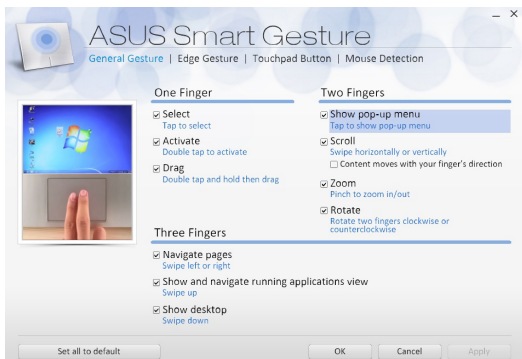 ASUS Smart Gesture
General Gesture | Edge Gesture | Touchpad Button | Mouse Detection
One Finger
Select
Tap to select
Activate
Double tap to activate
Drag
Double tap and hold then drag
Two Fingers
Show pop-up menu
Tap to show pop-up menu
Scroll
Swipe horizontally or vertically
Content moves with your finger's direction
Zoom
Pinch to zoom in/out
Rotate
Rotate two fingers clockwise or
counterclockwise
Three Fingers
Navigate pages
Swipe left or right
Show and navigate running applications view
Swipe up
Show desktop
Swipe down
Set all to default
OK
Cancel
Apply